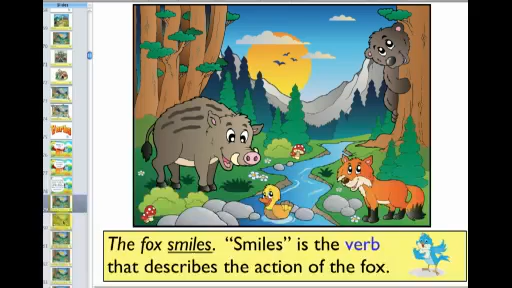 The fox smiles. “Smiles” is the verb
that describes the action of the fox.